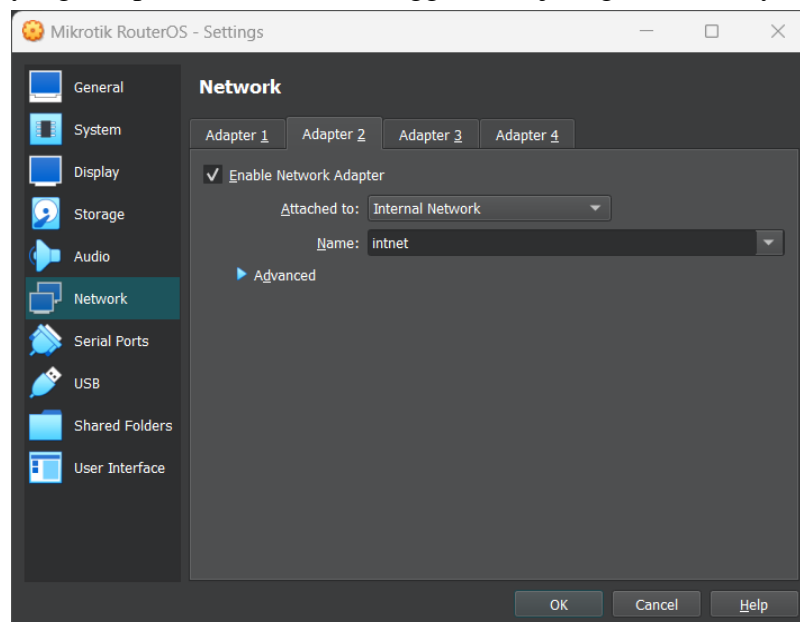 Mikrotik RouterOS - Settings
General
System
Display
Storage
Audio
Network
Serial Ports
USB
Shared Folders
User Interface
Network
Adapter 1 Adapter 2 Adapter 3 Adapter 4
Enable Network Adapter
Attached to: Internal Network
Name: intnet
Advanced
OK Cancel Help